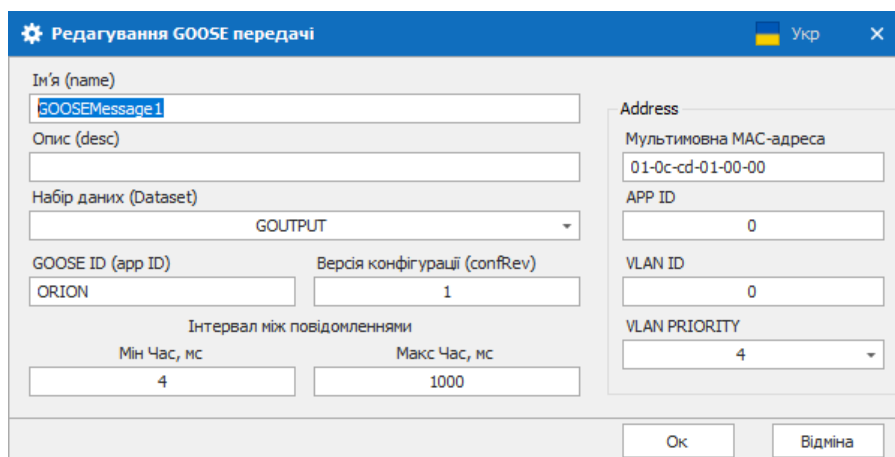 Редагування GOOSE передачі
Укр
Ім'я (name)
GOOSEMessage1
Опис (desc)
Набір даних (Dataset)
GOUTPUT
GOOSE ID (app ID)
Версія конфігурації (confRev)
ORION
1
Інтервал між повідомленнями
Мін Час, мс
Макс Час, мс
4
1000
Address
Мультимовна MAC-адреса
01-0c-cd-01-00-00
APP ID
0
VLAN ID
0
VLAN PRIORITY
4
Ок
Відміна